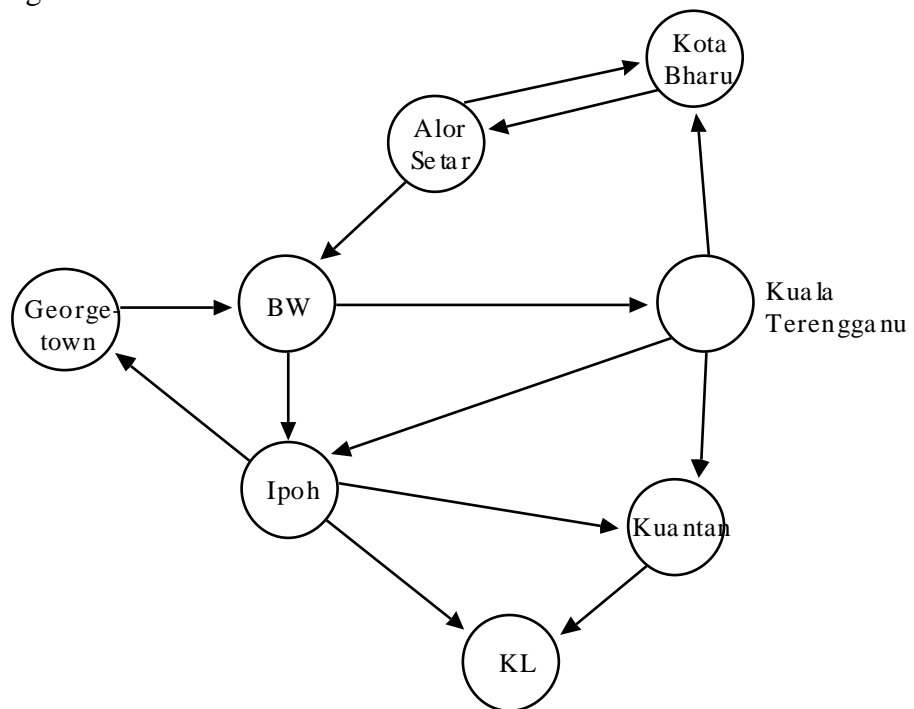 Kota
Bharu
Alor
Setar
George-
town
BW
Kuala
Terengganu
Ipoh
Kuantan
KL